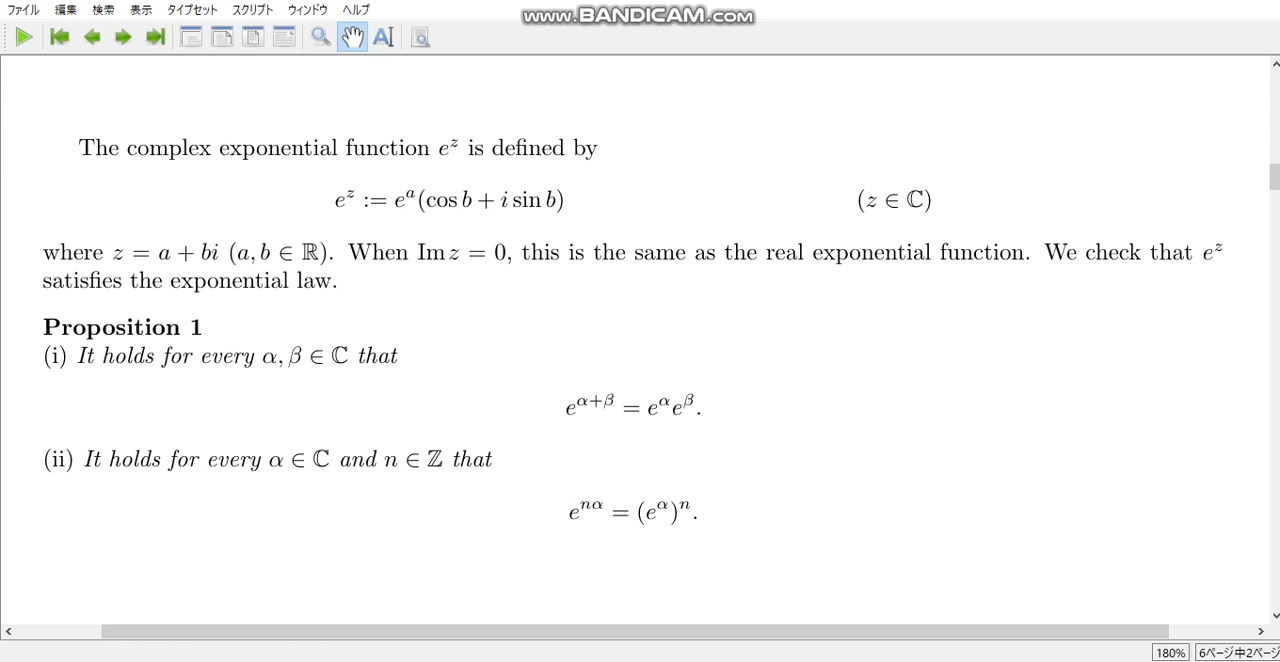 ファイル 編集 検索 表示 タイプセット スクリプト ウィンドウ ヘルプ
www.BANDICAM.com
The complex exponential function e^z is defined by
e^z := e^a(cos b + i sin b) (z ∈ ℂ)
where z = a + bi (a, b ∈ ℝ). When Im z = 0, this is the same as the real exponential function. We check that e^z
satisfies the exponential law.
Proposition 1
(i) It holds for every α, β ∈ ℂ that
e^{α+β} = e^α e^β.
(ii) It holds for every α ∈ ℂ and n ∈ ℤ that
e^{nα} = (e^α)^n.
180% 6ページ中2ページ